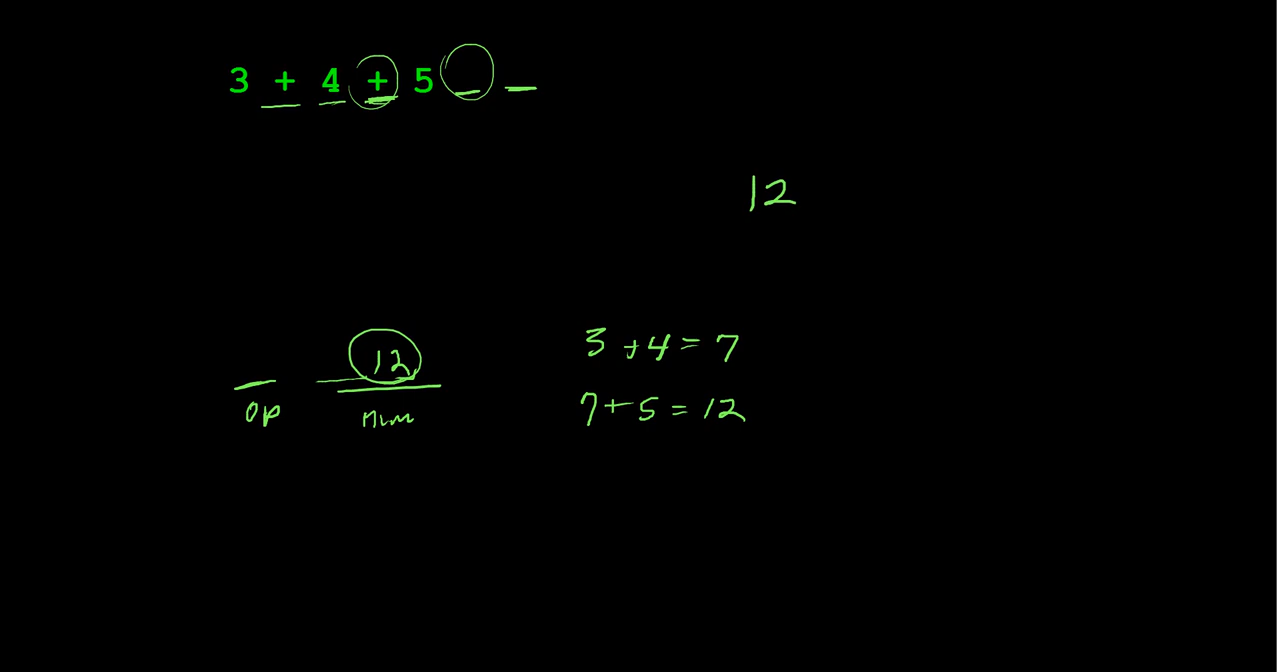 3 + 4 + 5 _ _
12
12
3 + 4 = 7
Op
Num
7 + 5 = 12